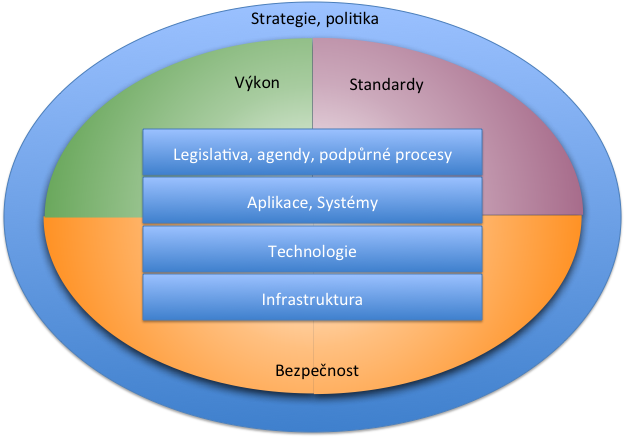 Strategie, politika
Výkon
Standardy
Legislativa, agendy, podpůrné procesy
Aplikace, Systémy
Technologie
Infrastruktura
Bezpečnost